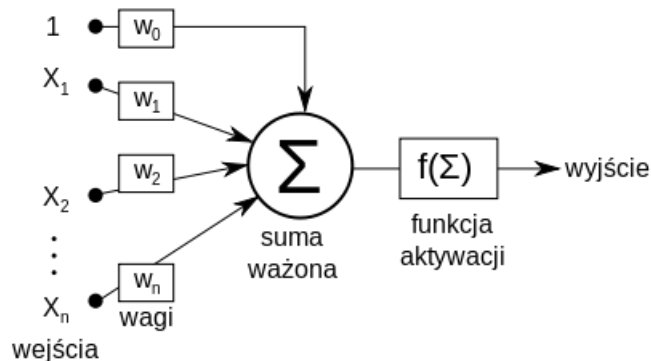 1
w₀
X₁
w₁
X₂
w₂
Xₙ
wₙ
wagi
wejścia
Σ
suma
ważona
f(Σ)
funkcja
aktywacji
wyjście